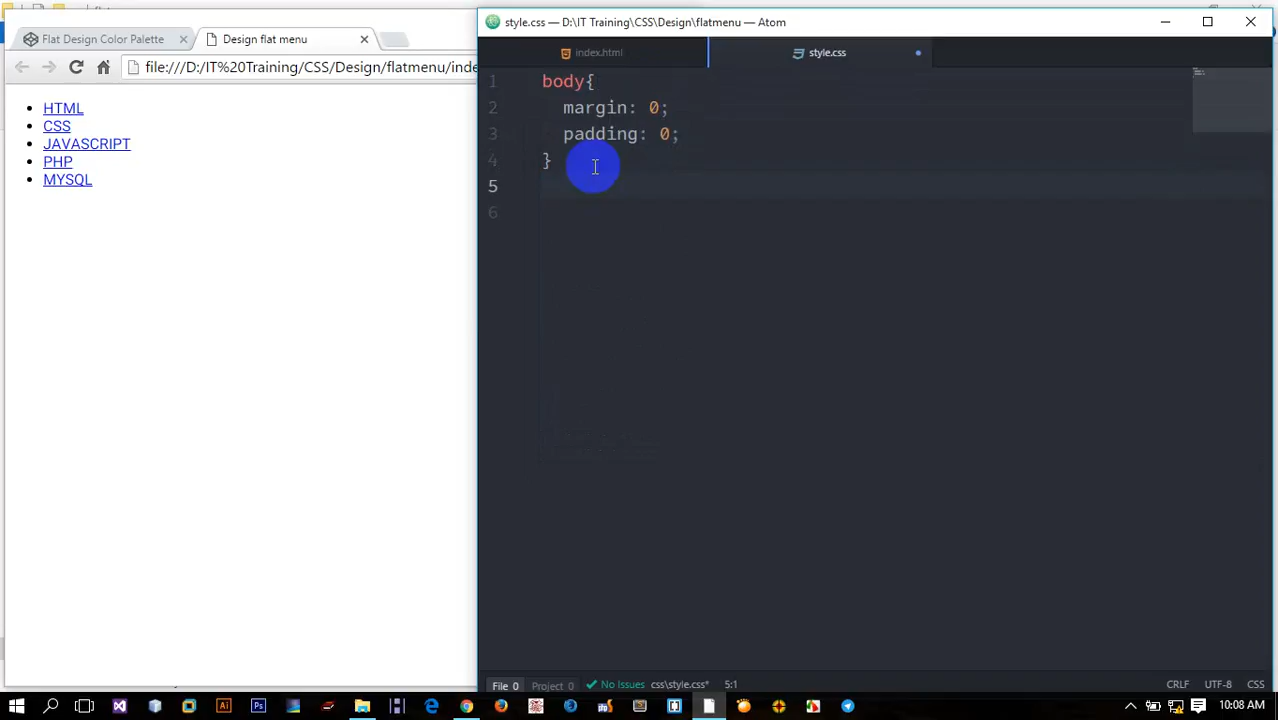 style.css — D:\IT Training\CSS\Design\flatmenu — Atom
Flat Design Color Palette
Design flat menu
index.html
style.css
file:///D:/IT%20Training/CSS/Design/flatmenu/inde
HTML
CSS
JAVASCRIPT
PHP
MYSQL
1 body{
2 margin: 0;
3 padding: 0;
4 }
5
6
File 0 Project 0 No Issues css\style.css* 5:1 CRLF UTF-8 CSS
10:08 AM